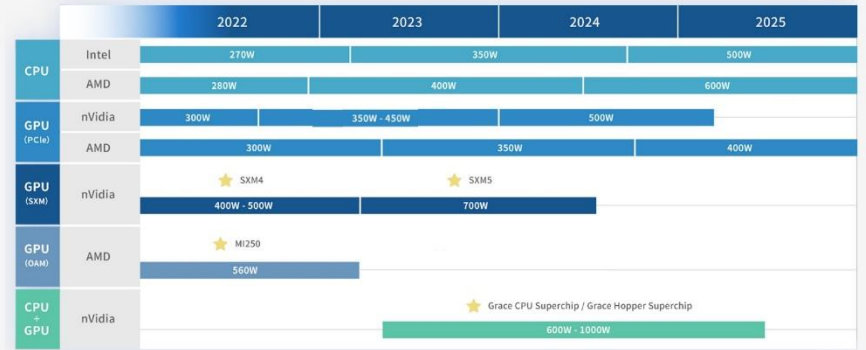 2022 2023 2024 2025
CPU
Intel 270W 350W 500W
AMD 280W 400W 600W
GPU
(PCIe)
nVidia 300W 350W - 450W 500W
AMD 300W 350W 400W
GPU
(SXM)
nVidia
SXM4 SXM5
400W - 500W 700W
GPU
(OAM)
AMD
MI250
560W
CPU
+
GPU
nVidia
Grace CPU Superchip / Grace Hopper Superchip
600W - 1000W